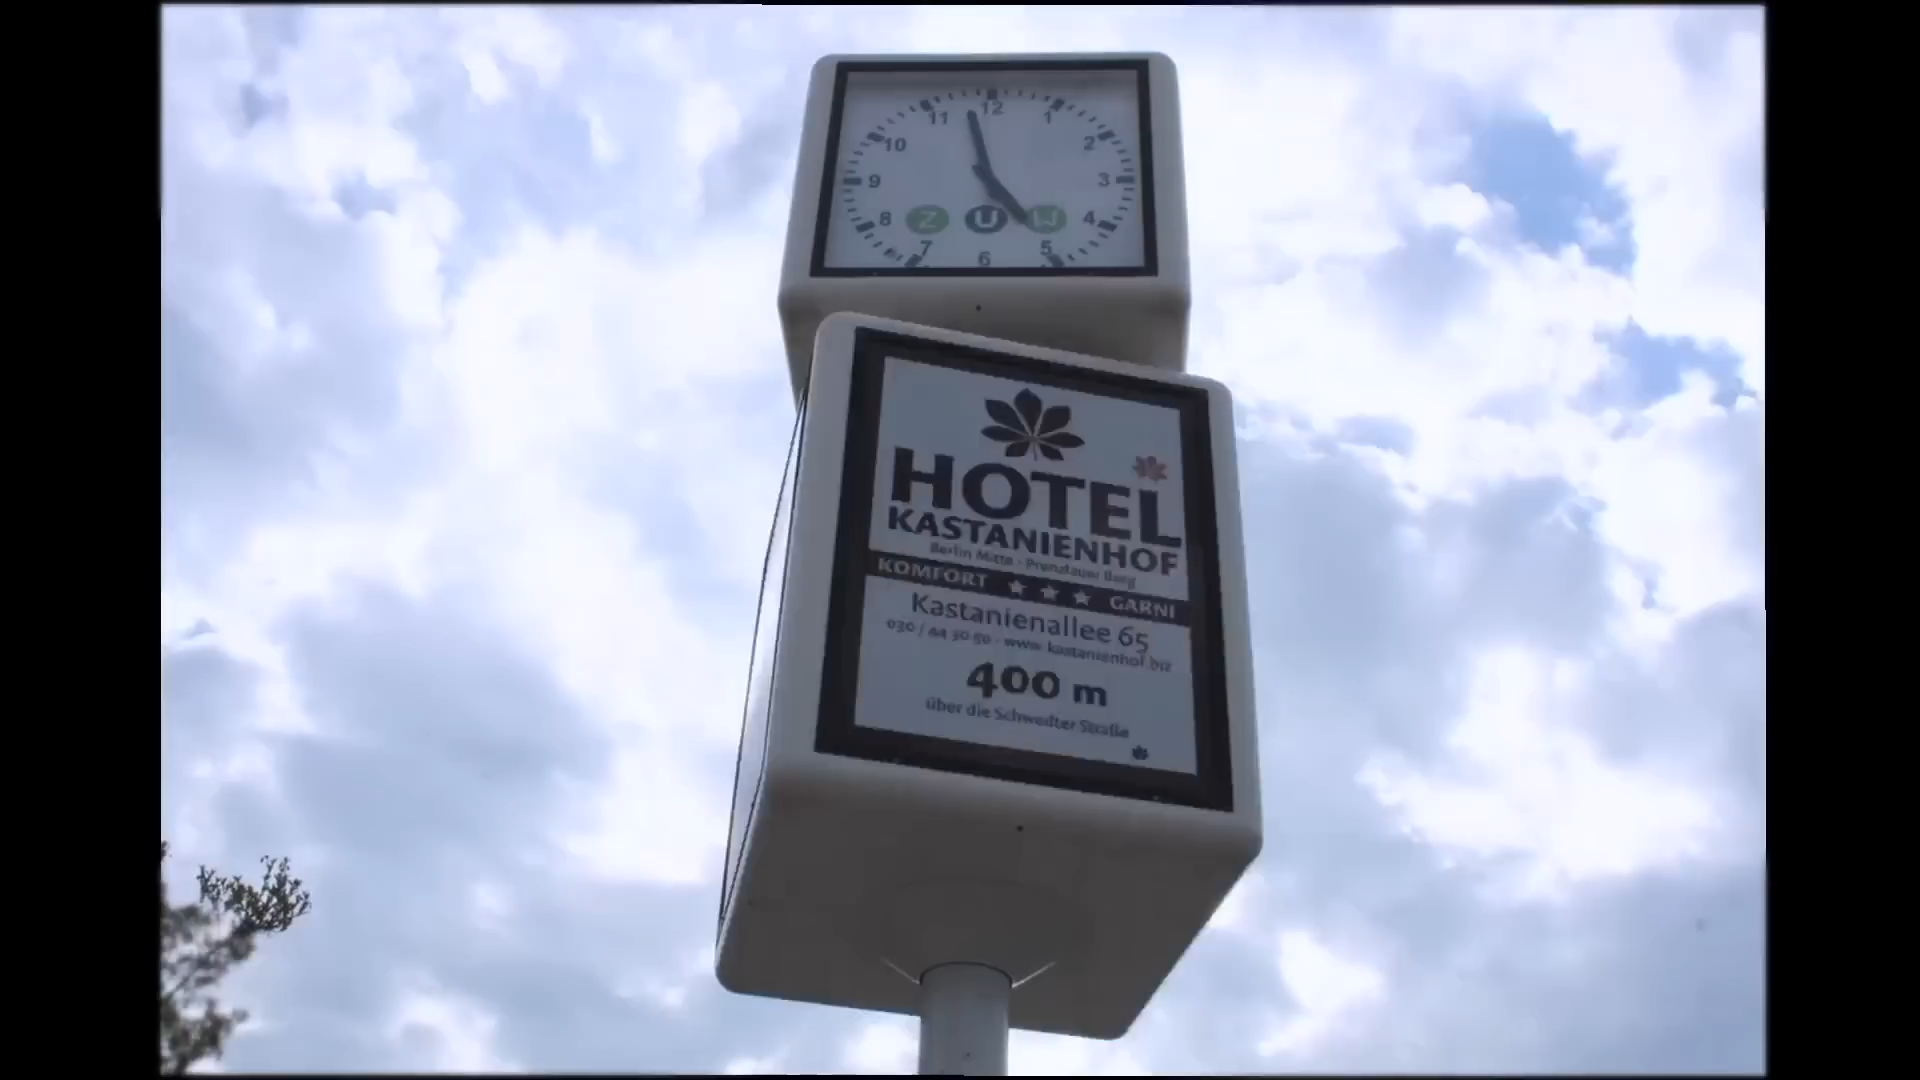 12
11
1
10
2
9
3
8
Z
U
W
4
7
5
6
HOTEL
KASTANIENHOF
Berlin Mitte - Prenzlauer Berg
KOMFORT ★ ★ ★ GARNI
Kastanienallee 65
030 / 44 30 50 - www.kastanienhof.biz
400 m
über die Schwedter Straße